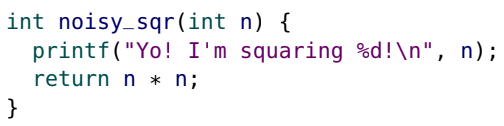 int noisy_sqr(int n) {
  printf("Yo! I'm squaring %d!\n", n);
  return n * n;
}